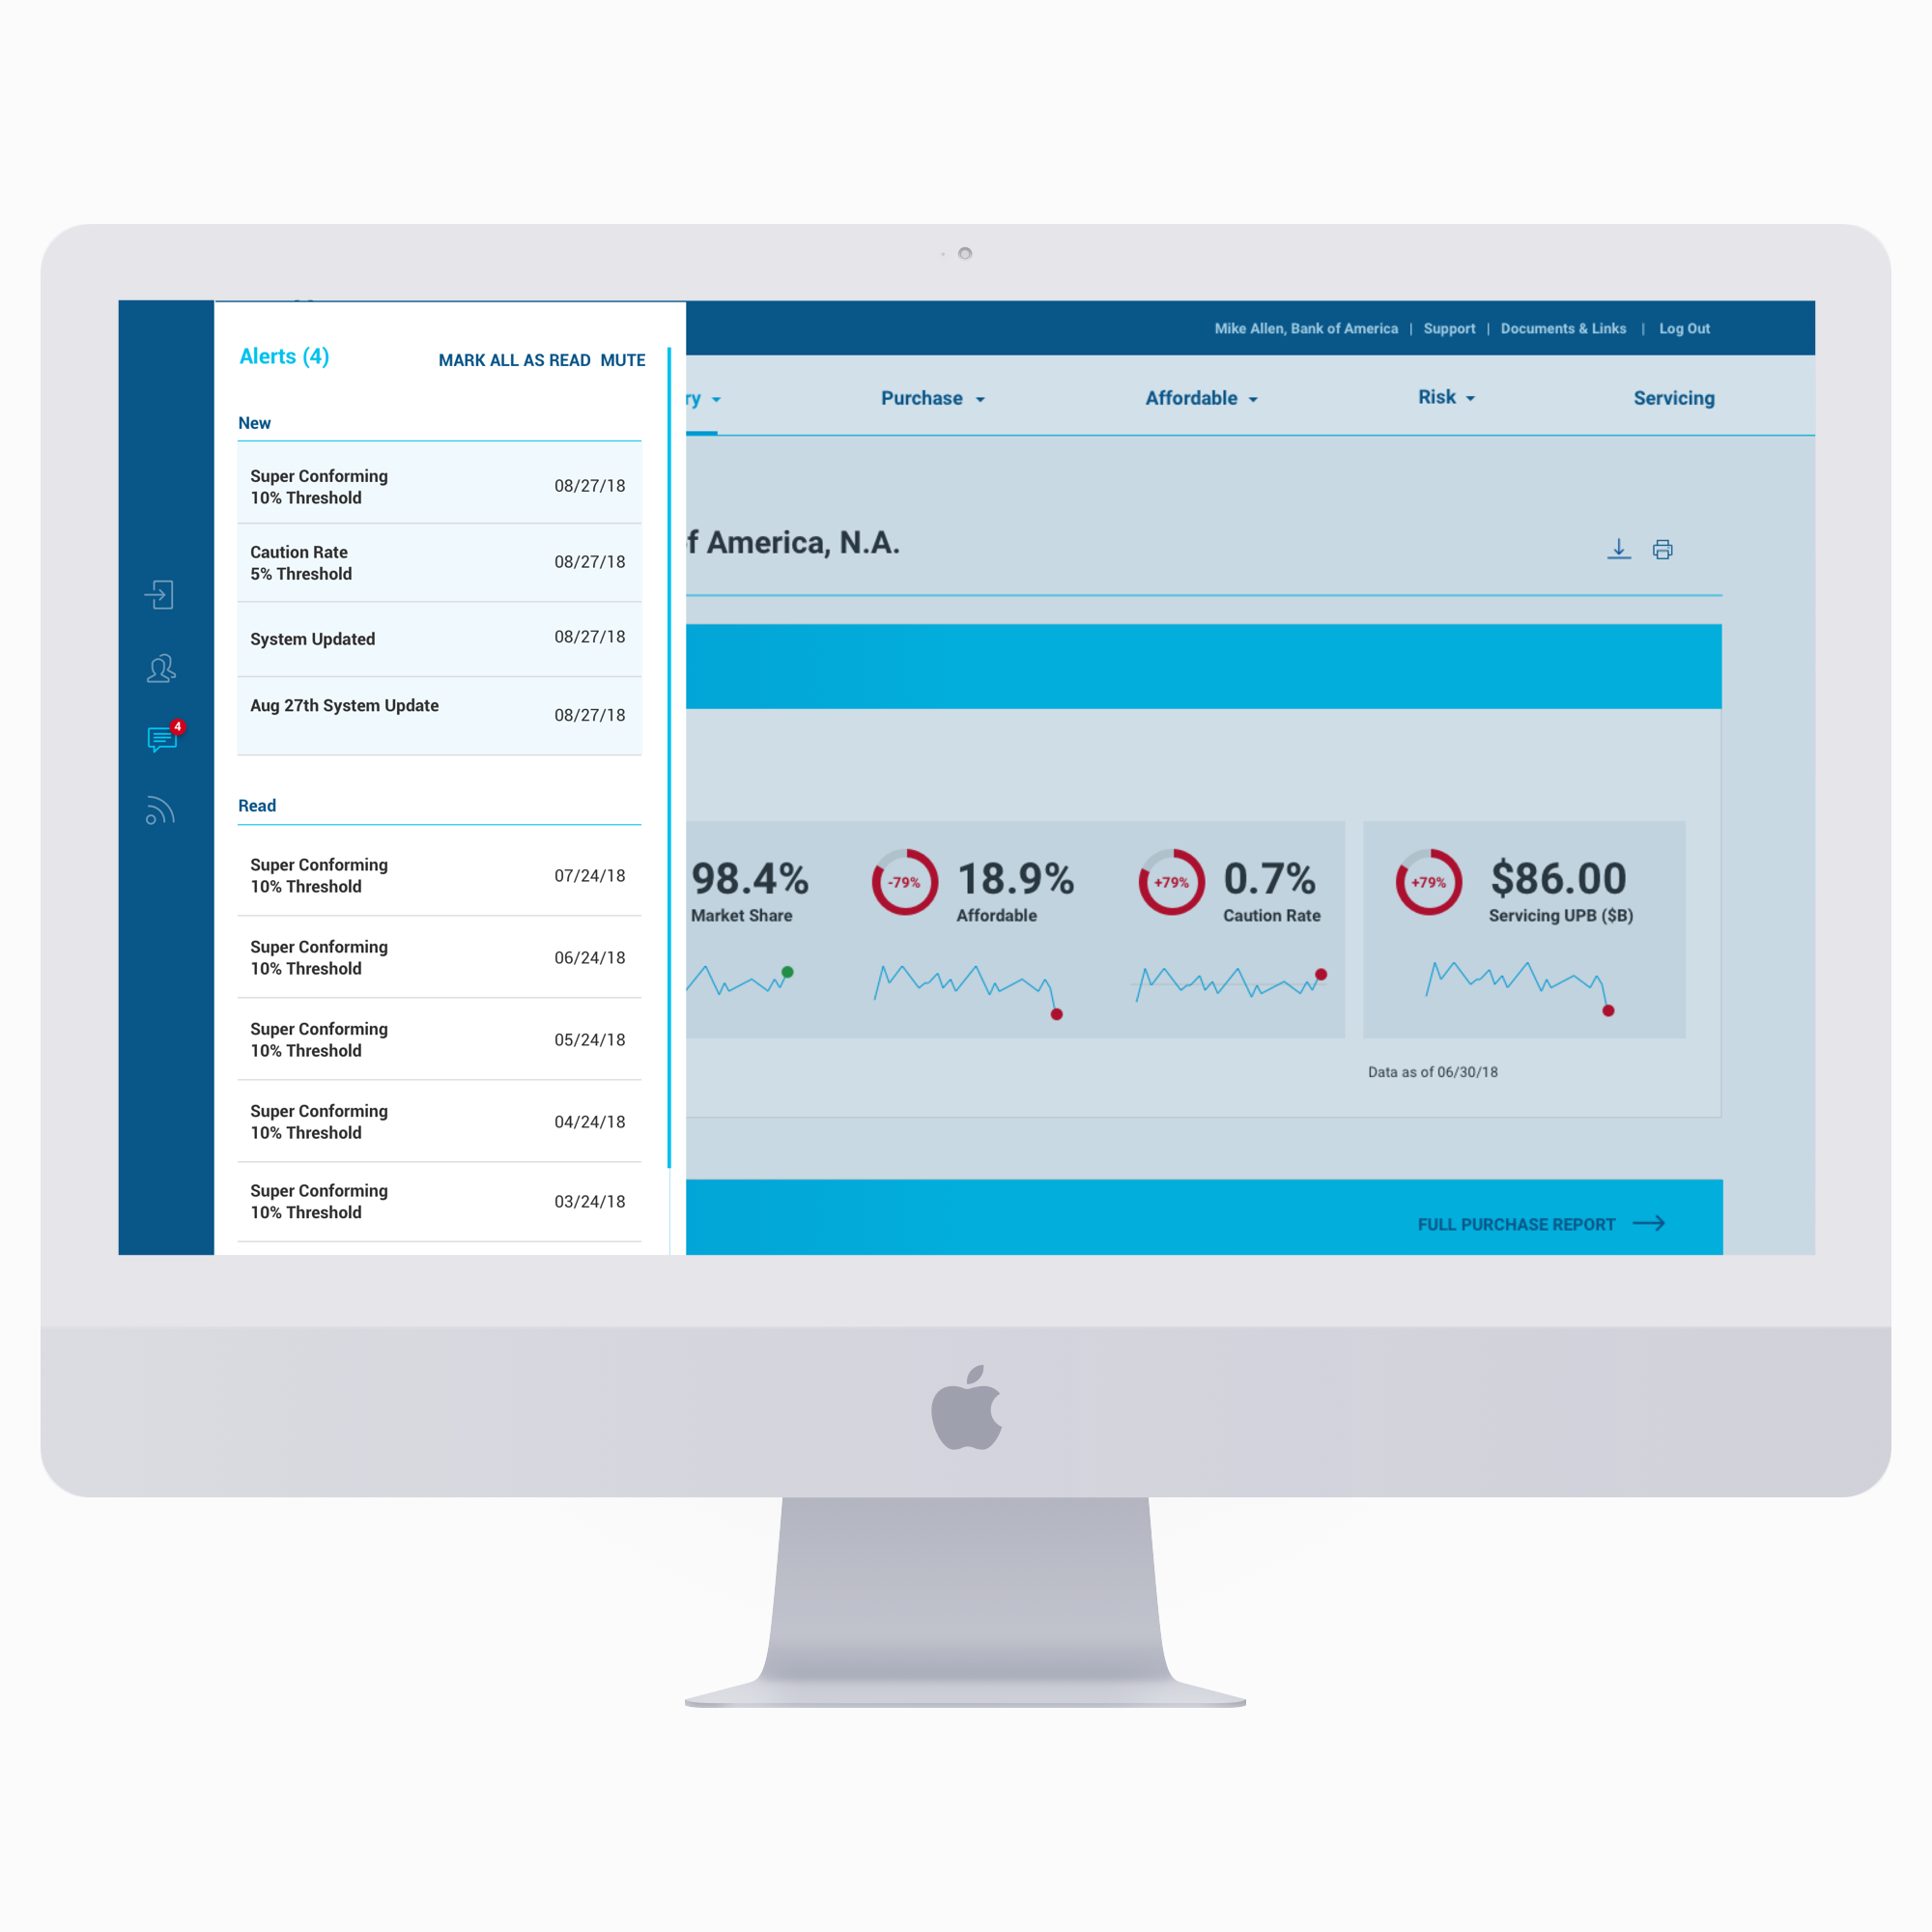 Mike Allen, Bank of America | Support | Documents & Links | Log Out
Alerts (4)
MARK ALL AS READ MUTE
ry
Purchase
Affordable
Risk
Servicing
New
Super Conforming
10% Threshold
08/27/18
Caution Rate
5% Threshold
08/27/18
System Updated
08/27/18
Aug 27th System Update
08/27/18
4
Read
Super Conforming
10% Threshold
07/24/18
Super Conforming
10% Threshold
06/24/18
Super Conforming
10% Threshold
05/24/18
Super Conforming
10% Threshold
04/24/18
Super Conforming
10% Threshold
03/24/18
of America, N.A.
98.4%
Market Share
-79%
18.9%
Affordable
+79%
0.7%
Caution Rate
+79%
$86.00
Servicing UPB ($B)
Data as of 06/30/18
FULL PURCHASE REPORT